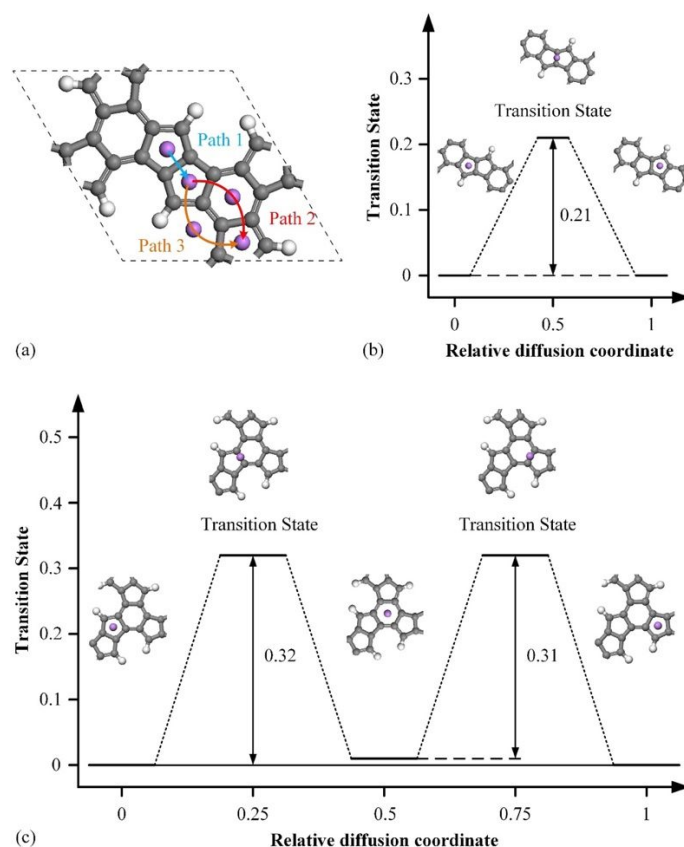 (a)
Path 1
Path 2
Path 3
(b)
Transition State
0.3
0.2
0.1
0
Transition State
0.21
0
0.5
1
Relative diffusion coordinate
(c)
Transition State
0.5
0.4
0.3
0.2
0.1
0
Transition State
Transition State
0.32
0.31
0
0.25
0.5
0.75
1
Relative diffusion coordinate